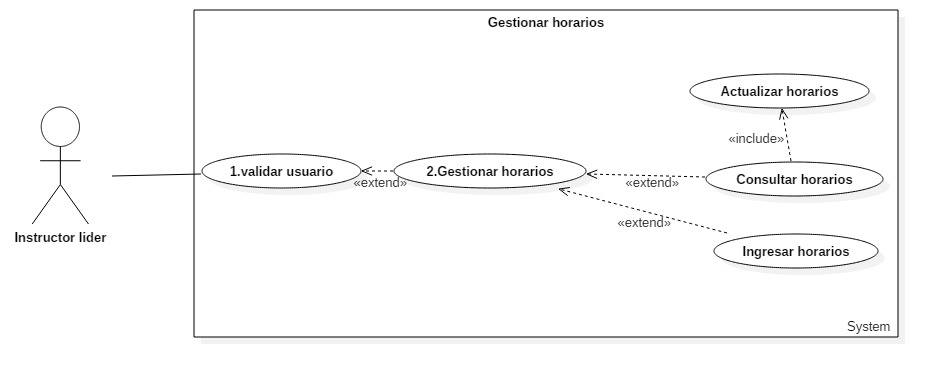 Gestionar horarios
Actualizar horarios
«include»
1.validar usuario
«extend»
2.Gestionar horarios
«extend»
Consultar horarios
«extend»
Ingresar horarios
Instructor lider
System